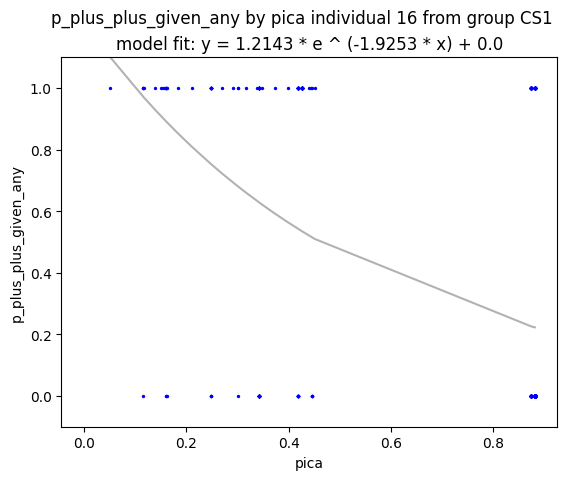 p_plus_plus_given_any by pica individual 16 from group CS1
model fit: y = 1.2143 * e ^ (-1.9253 * x) + 0.0
1.0
0.8
0.6
0.4
0.2
0.0
p_plus_plus_given_any
0.0 0.2 0.4 0.6 0.8
pica